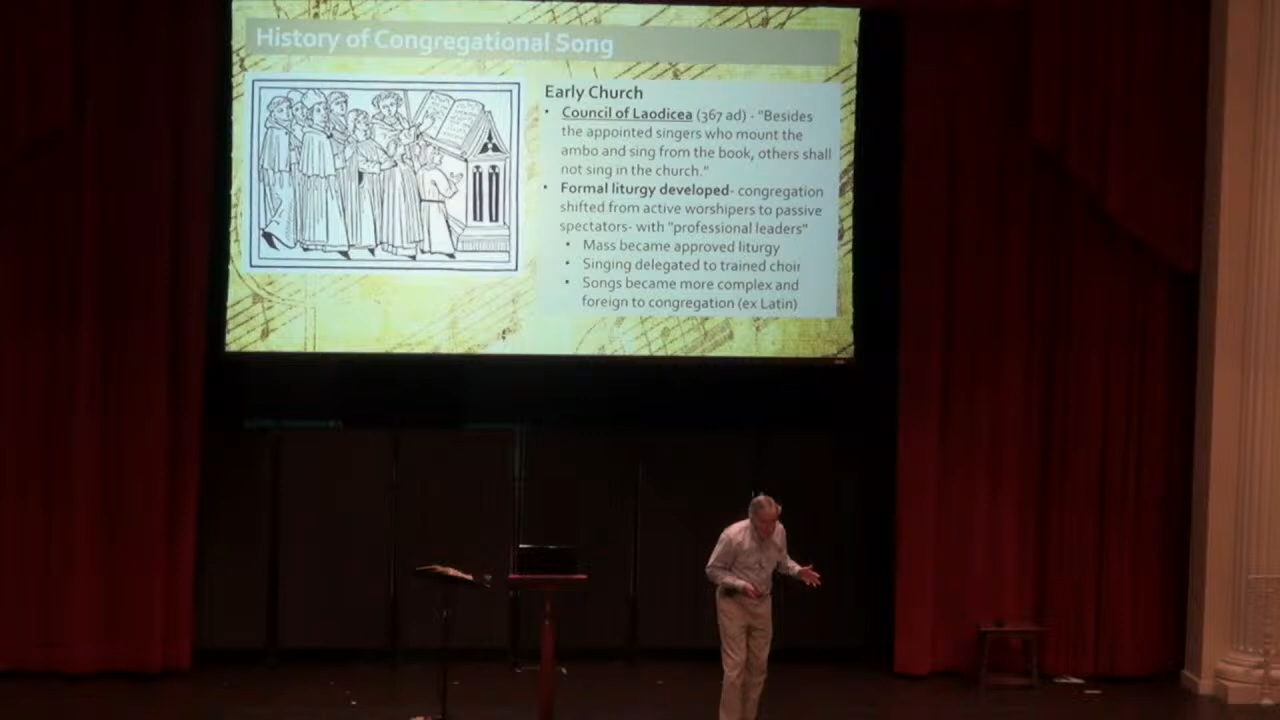 History of Congregational Song
Early Church
• Council of Laodicea (367 ad) - "Besides
the appointed singers who mount the
ambo and sing from the book, others shall
not sing in the church."
• Formal liturgy developed- congregation
shifted from active worshipers to passive
spectators- with "professional leaders"
• Mass became approved liturgy
• Singing delegated to trained choir
• Songs became more complex and
foreign to congregation (ex Latin)